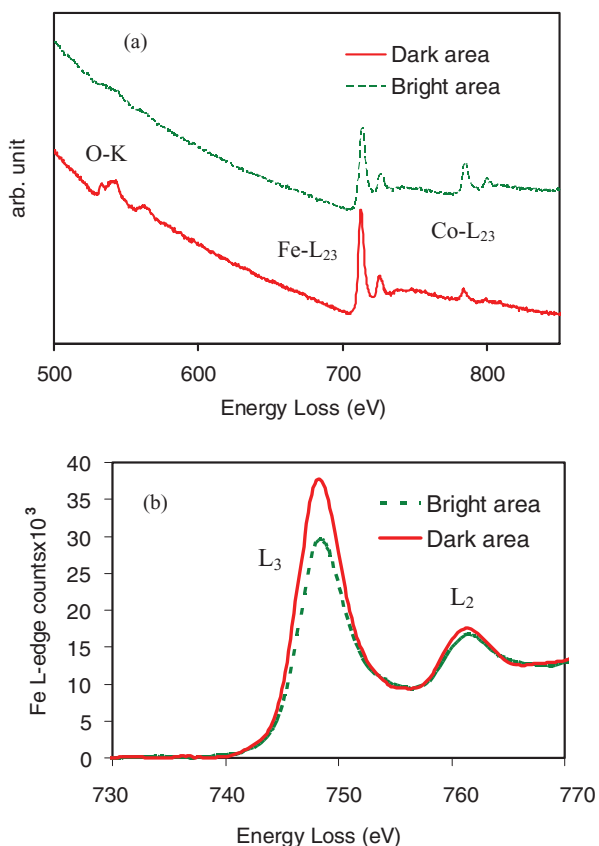 (a)
Dark area
Bright area
O-K
Fe-L₂₃
Co-L₂₃
arb. unit
500 600 700 800
Energy Loss (eV)
(b)
Bright area
Dark area
L₃
L₂
Fe L-edge countsx10³
40
35
30
25
20
15
10
5
0
730 740 750 760 770
Energy Loss (eV)